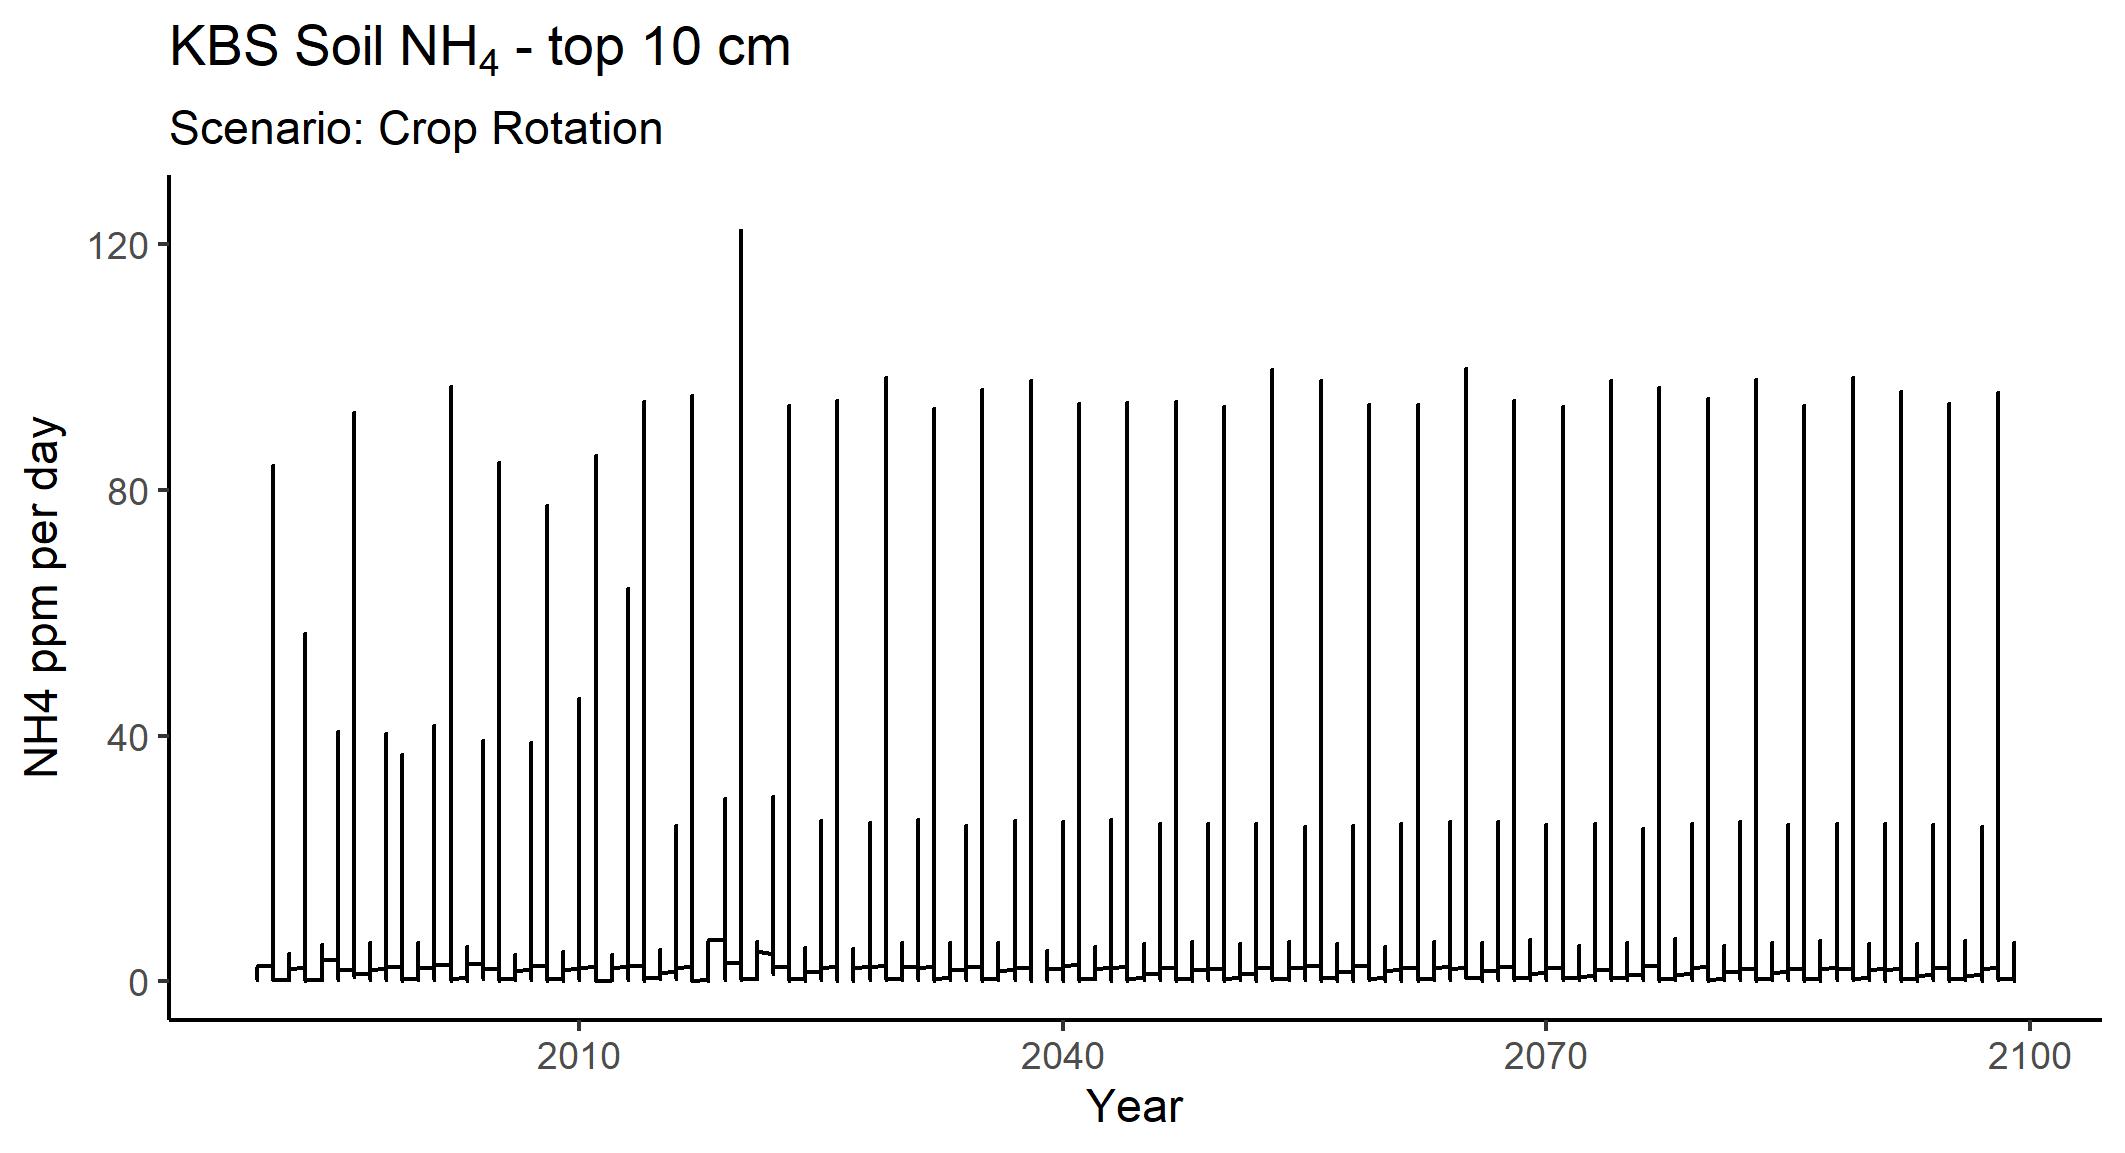 KBS Soil NH₄ - top 10 cm
Scenario: Crop Rotation
NH4 ppm per day
120
80
40
0
2010 2040 2070 2100
Year